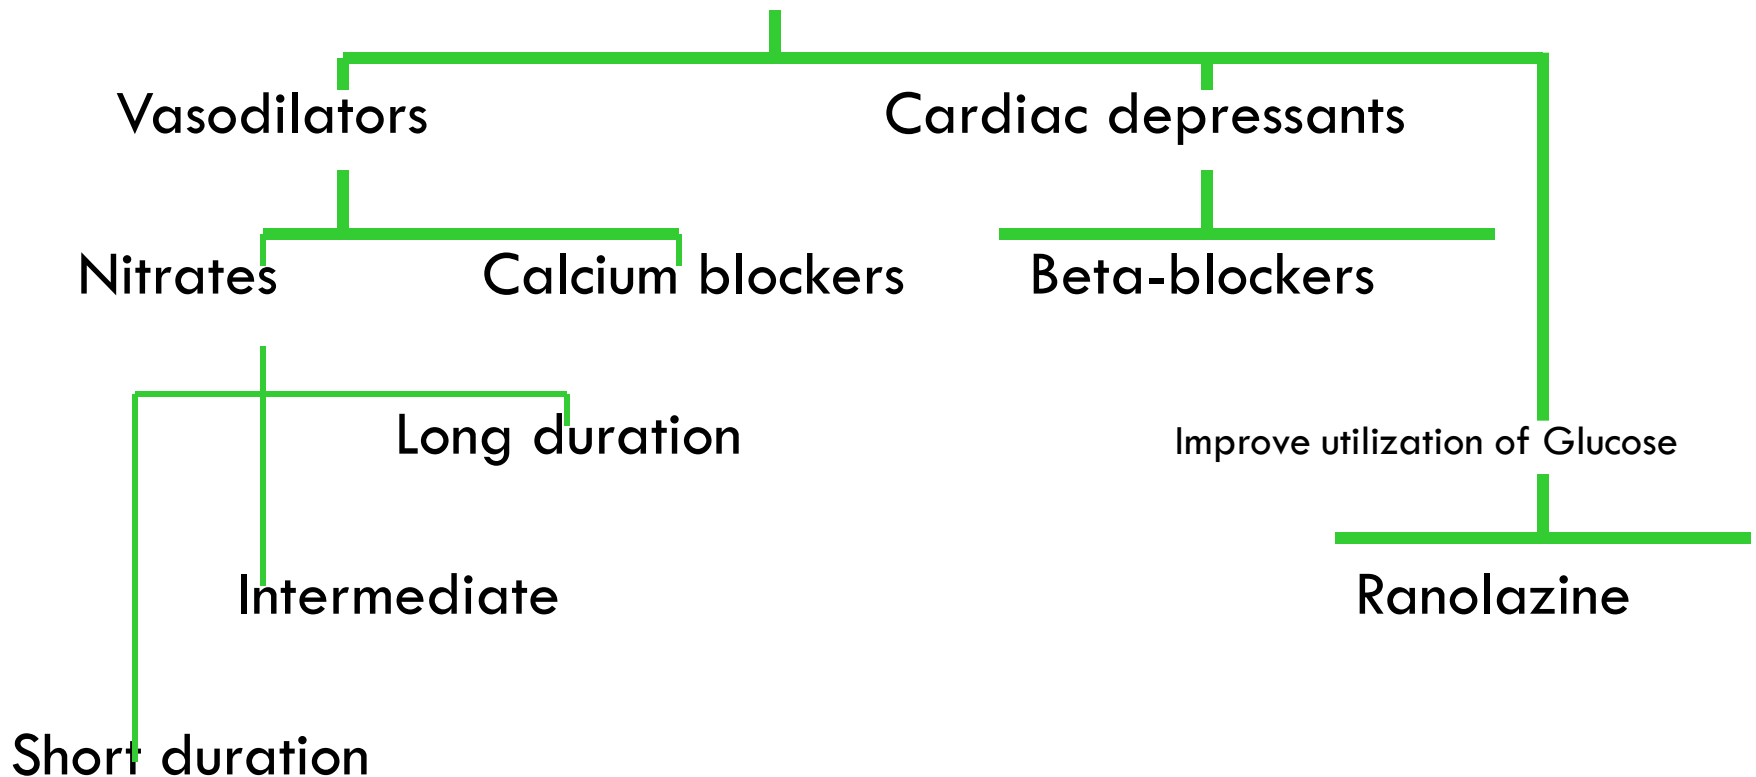 Vasodilators
Cardiac depressants
Nitrates
Calcium blockers
Beta-blockers
Long duration
Improve utilization of Glucose
Intermediate
Ranolazine
Short duration